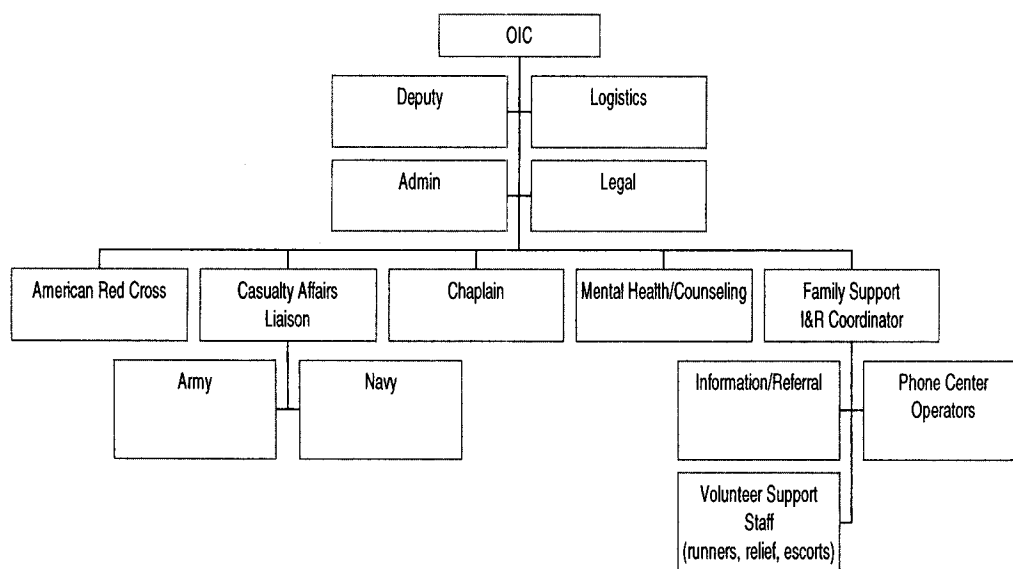 OIC
Deputy
Logistics
Admin
Legal
American Red Cross
Casualty Affairs
Liaison
Chaplain
Mental Health/Counseling
Family Support
I&R Coordinator
Army
Navy
Information/Referral
Phone Center
Operators
Volunteer Support
Staff
(runners, relief, escorts)